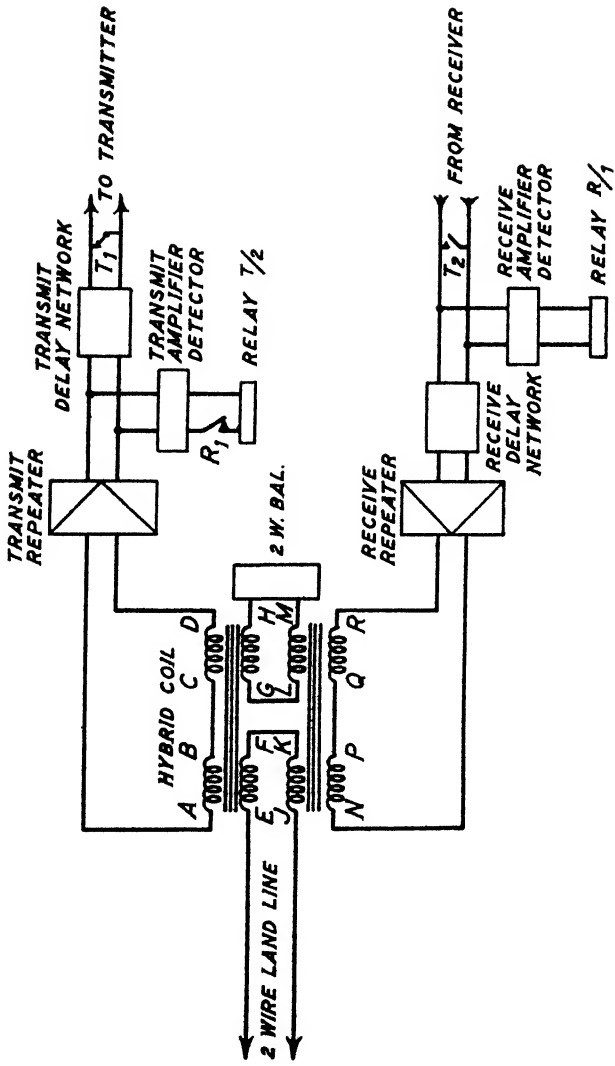 TO TRANSMITTER
TRANSMIT
DELAY NETWORK
T1
TRANSMIT
AMPLIFIER
DETECTOR
RELAY T/2
R1
TRANSMIT
REPEATER
2 W. BAL.
HYBRID COIL
A B C D
E F G H
J K L M
N P Q R
2 WIRE LAND LINE
RECEIVE
REPEATER
RECEIVE
DELAY
NETWORK
T2
FROM RECEIVER
RECEIVE
AMPLIFIER
DETECTOR
RELAY R/1